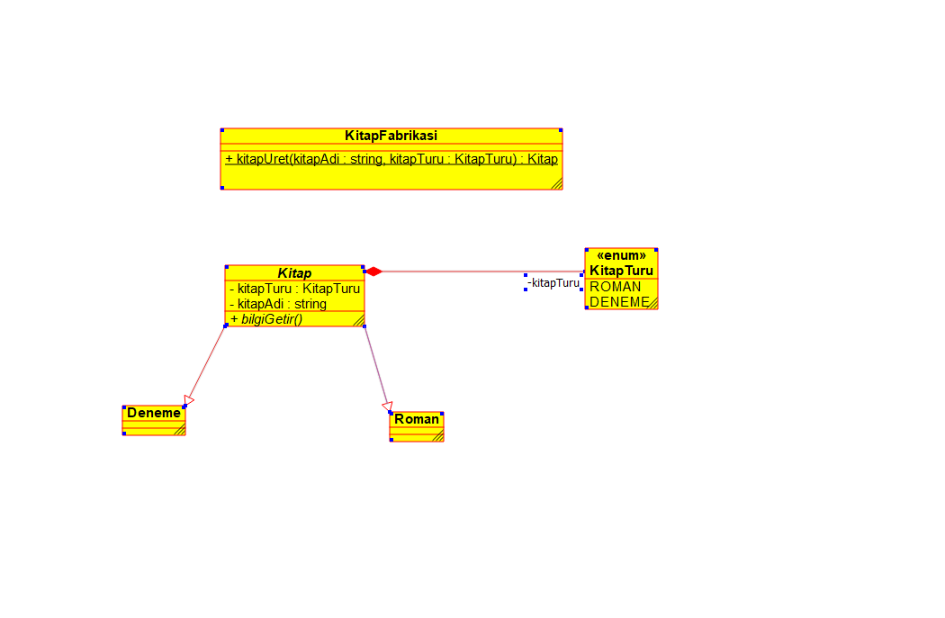 KitapFabrikasi
+ kitapUret(kitapAdi : string, kitapTuru : KitapTuru) : Kitap
«enum»
KitapTuru
ROMAN
DENEME
Kitap
- kitapTuru : KitapTuru
- kitapAdi : string
+ bilgiGetir()
-kitapTuru
Deneme
Roman